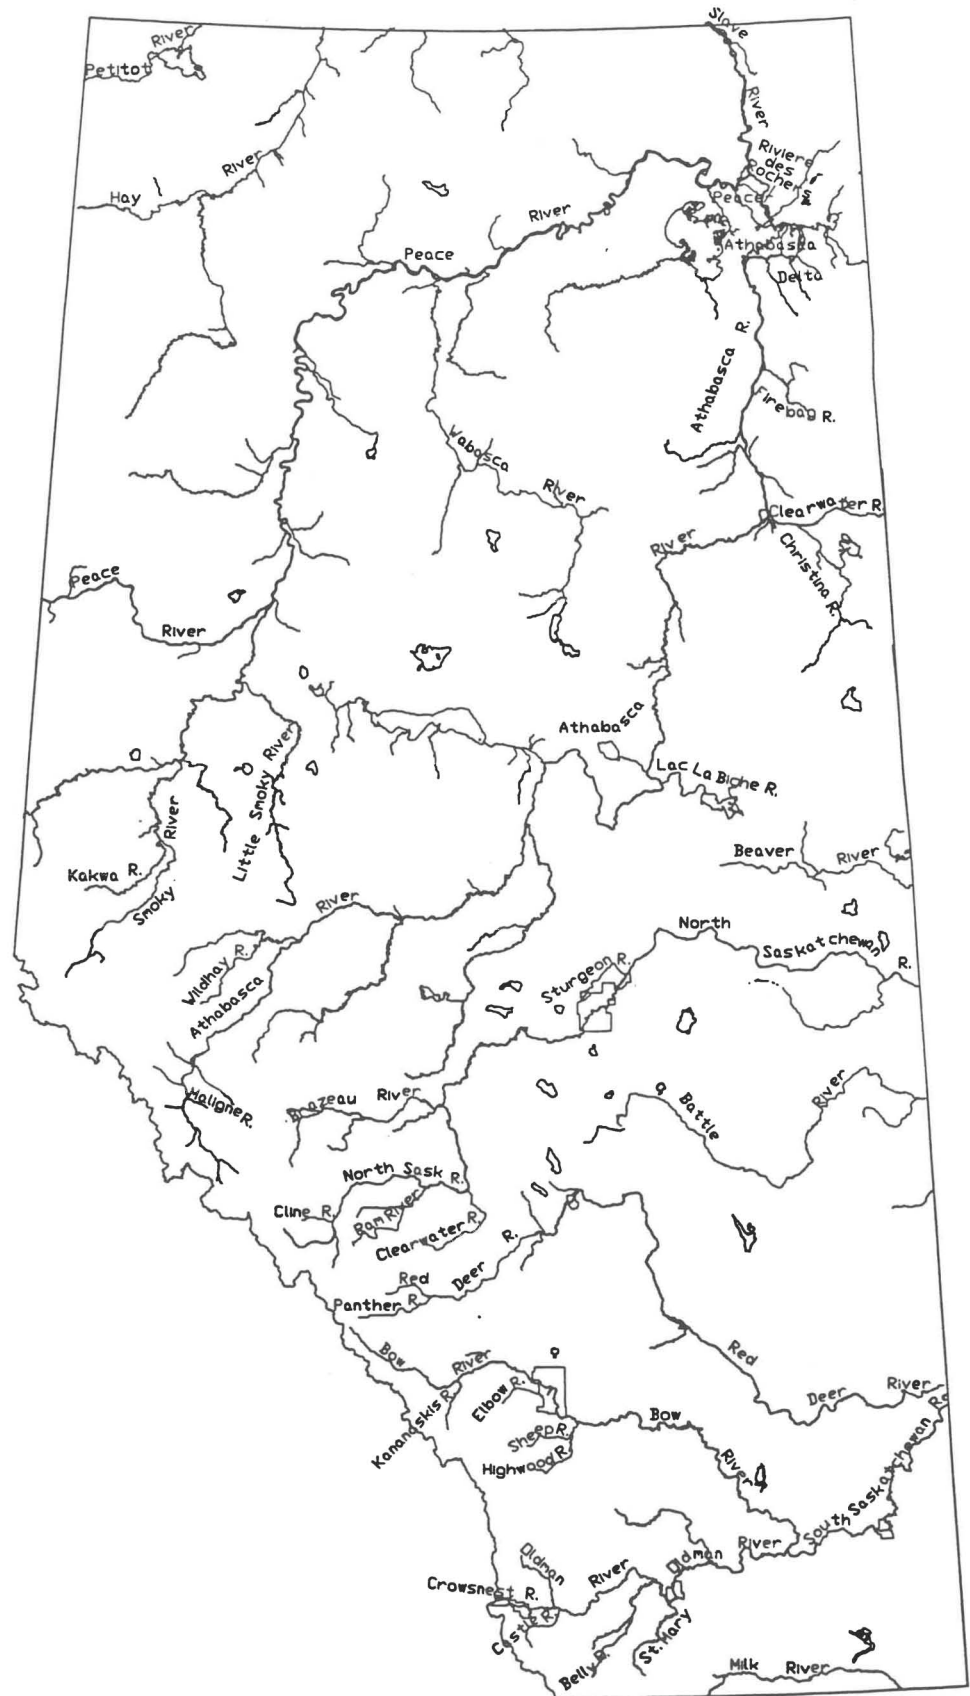 Slave
River
River
Petitot
River
Riviere
des
Rochers
Hay
River
Peace
River
Peace
Athabasca
Delta
Athabasca R.
Firebag R.
Wabasca
River
Clearwater R.
River
Christina R.
Peace
River
Athabasca
Lac La Biche R.
Little Smoky River
River
Kakwa R.
Smoky
Beaver River
River
North
Saskatchewan
R.
Wildhay R.
Athabasca
Sturgeon R.
Maligne R.
Brazeau River
Battle
River
North Sask R.
Cline R.
Ram River
Clearwater R.
Red Deer R.
Panther R.
Bow
River
Red
Deer River
Elbow R.
Kananaskis R.
Bow
River
Sheep R.
Highwood R.
South Saskatchewan R.
Oldman
River
Oldman River
Crowsnest R.
Castle R.
Belly R.
St. Mary
Milk River